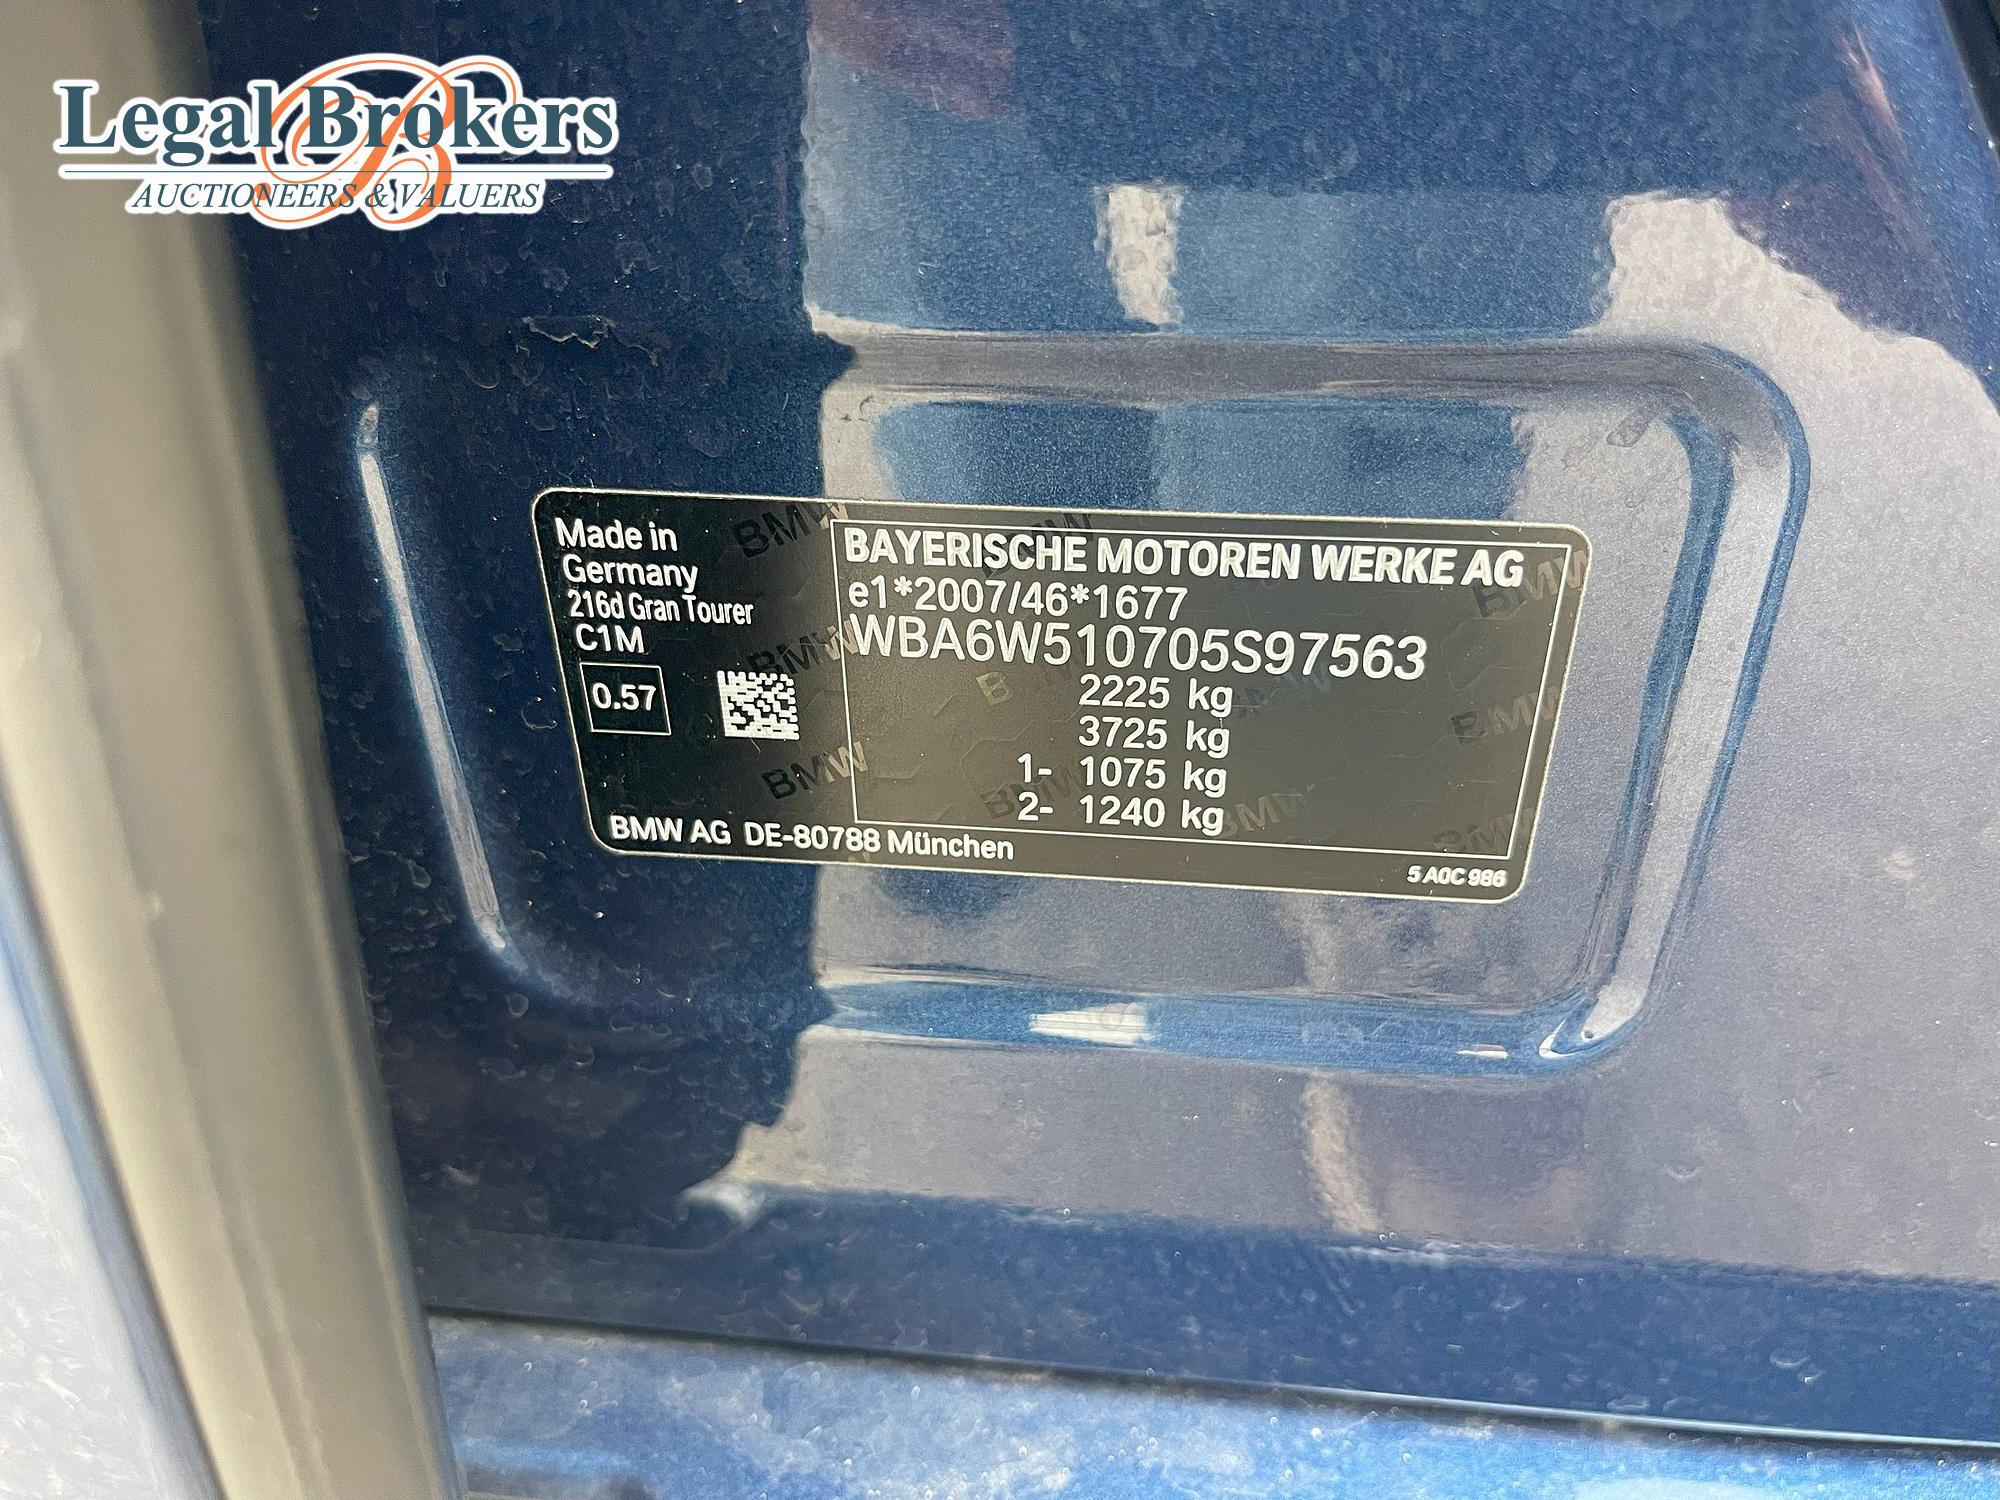 Legal Brokers
AUCTIONEERS & VALUERS
Made in
Germany
216d Gran Tourer
C1M
0.57
BMW AG DE-80788 München
BAYERISCHE MOTOREN WERKE AG
e1*2007/46*1677
WBA6W510705S97563
2225 kg
3725 kg
1- 1075 kg
2- 1240 kg
5 A0C 986